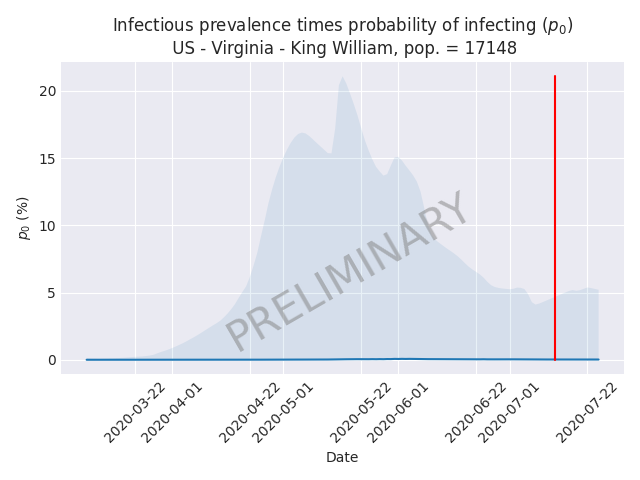 Infectious prevalence times probability of infecting (p₀)
US - Virginia - King William, pop. = 17148
20
15
10
5
0
p₀ (%)
PRELIMINARY
2020-03-22
2020-04-01
2020-04-22
2020-05-01
2020-05-22
2020-06-01
2020-06-22
2020-07-01
2020-07-22
Date